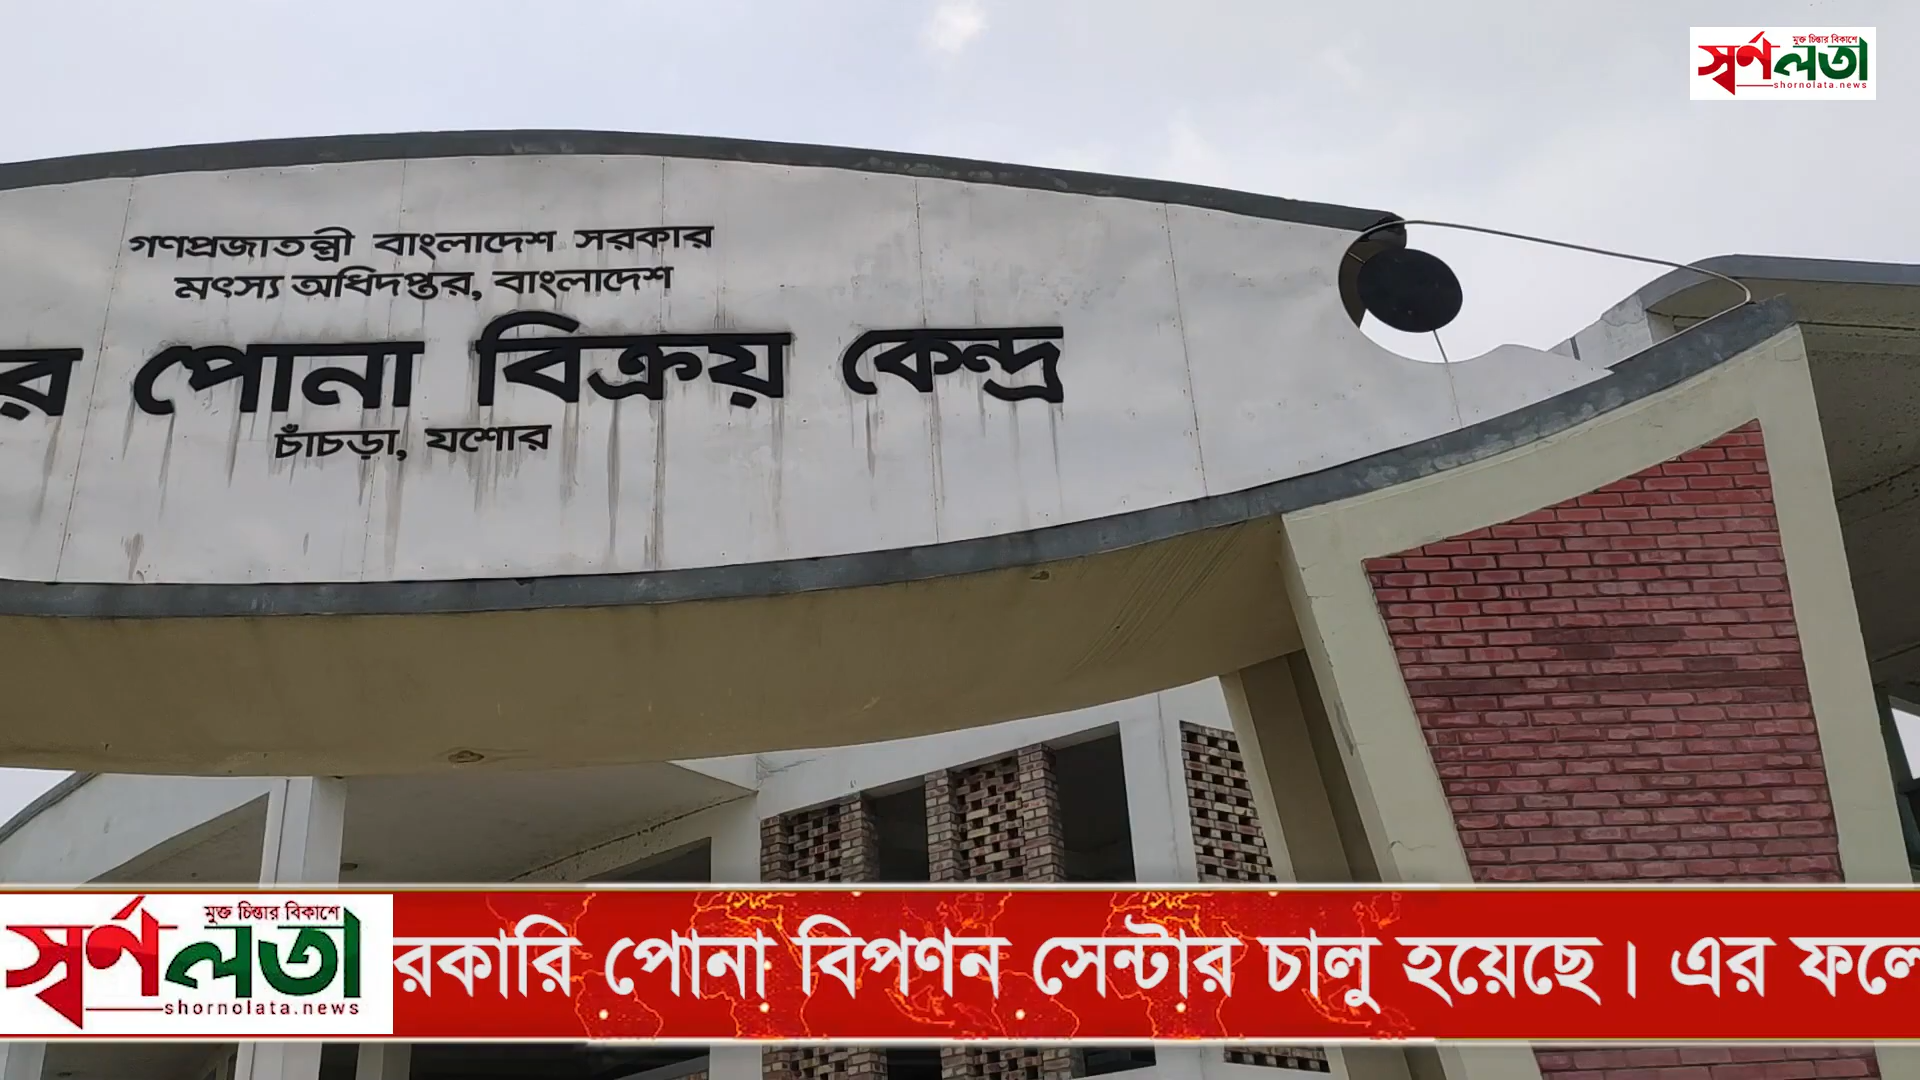 মুক্ত চিন্তার বিকাশে
স্বর্ণলতা
shornolata.news
গণপ্রজাতন্ত্রী বাংলাদেশ সরকার
মৎস্য অধিদপ্তর, বাংলাদেশ
র পোনা বিক্রয় কেন্দ্র
চাঁচড়া, যশোর
মুক্ত চিন্তার বিকাশে
স্বর্ণলতা
shornolata.news
রকারি পোনা বিপণন সেন্টার চালু হয়েছে। এর ফলে